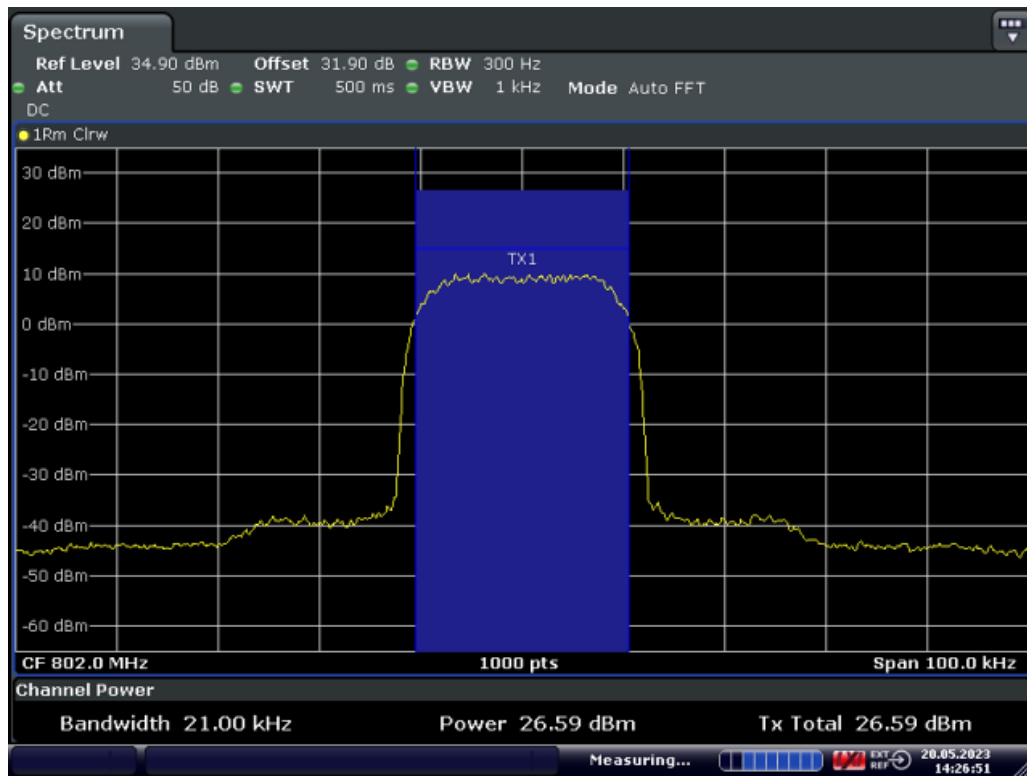 Spectrum
Ref Level 34.90 dBm Offset 31.90 dB RBW 300 Hz
Att 50 dB SWT 500 ms VBW 1 kHz Mode Auto FFT
DC
1Rm Clrw
30 dBm
20 dBm
TX1
10 dBm
0 dBm
-10 dBm
-20 dBm
-30 dBm
-40 dBm
-50 dBm
-60 dBm
CF 802.0 MHz 1000 pts Span 100.0 kHz
Channel Power
Bandwidth 21.00 kHz Power 26.59 dBm Tx Total 26.59 dBm
Measuring... EXT REF 20.05.2023
14:26:51